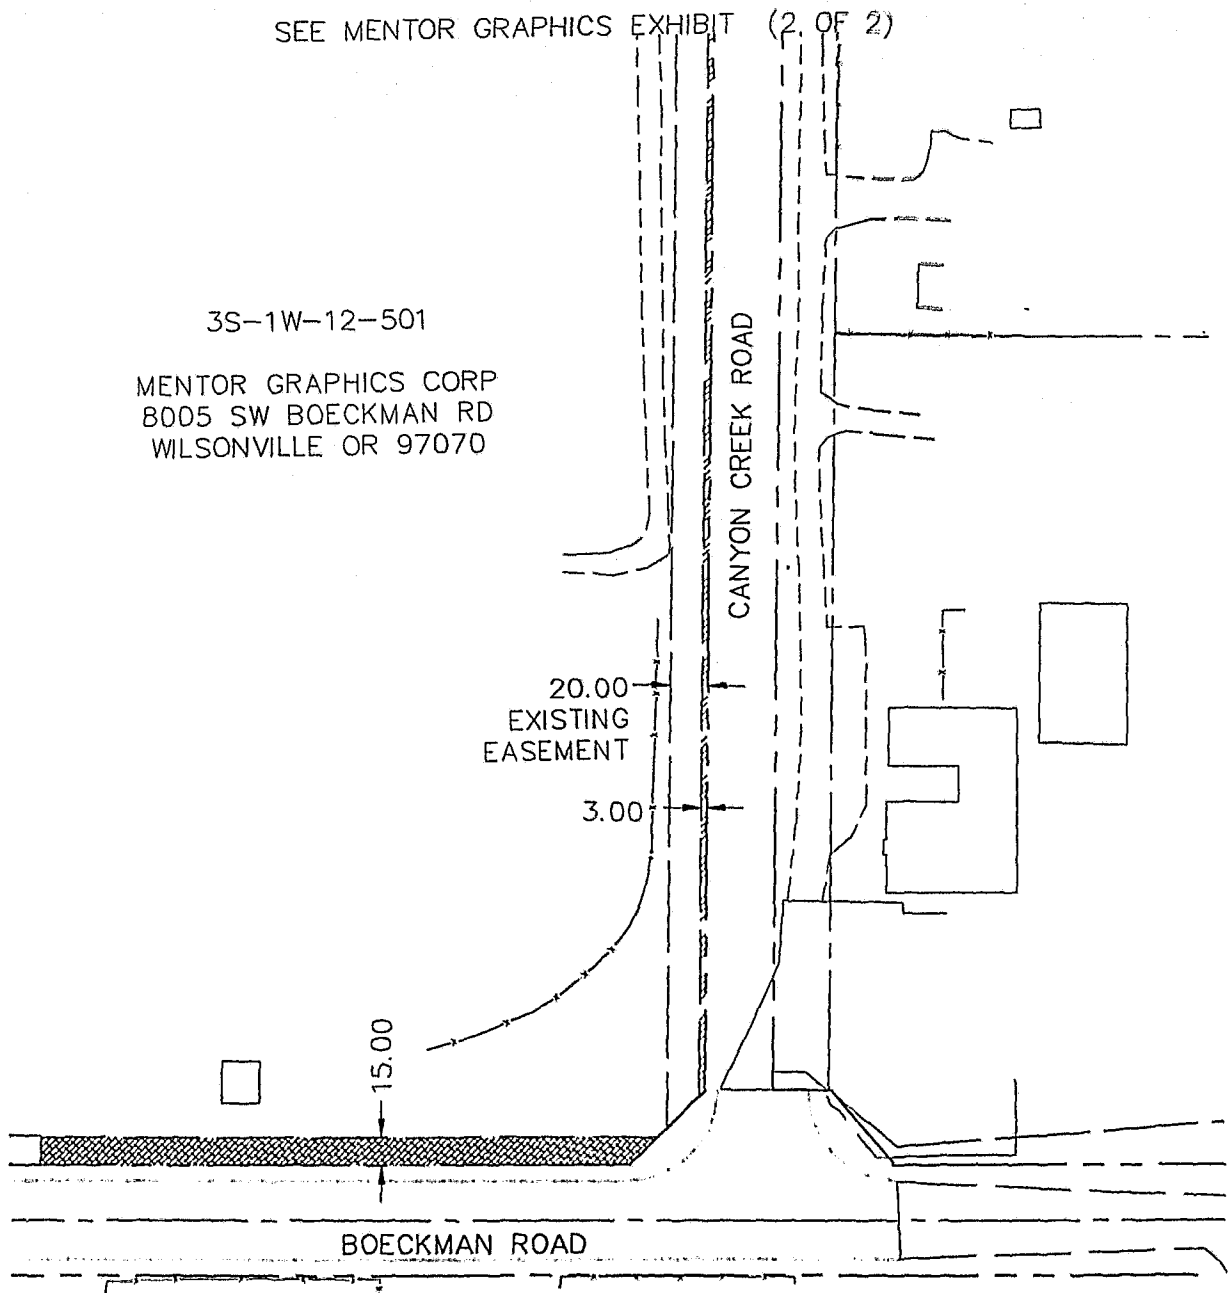 SEE MENTOR GRAPHICS EXHIBIT (2 OF 2)
3S-1W-12-501
MENTOR GRAPHICS CORP
8005 SW BOECKMAN RD
WILSONVILLE OR 97070
CANYON CREEK ROAD
20.00
EXISTING
EASEMENT
3.00
15.00
BOECKMAN ROAD